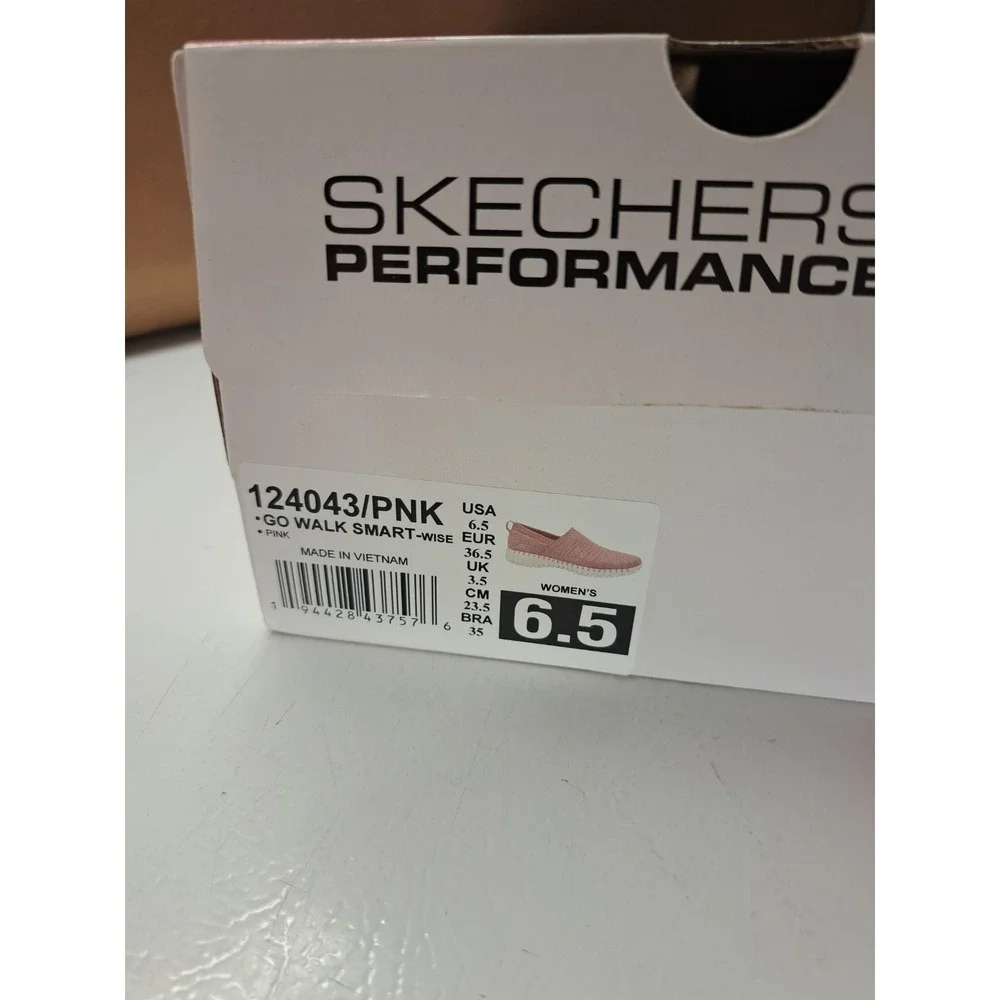 SKECHERS
PERFORMANCE
124043/PNK
•GO WALK SMART-WISE
• PINK
MADE IN VIETNAM
1 94428 43757 6
USA
6.5
EUR
36.5
UK
3.5
CM
23.5
BRA
35
WOMEN'S
6.5